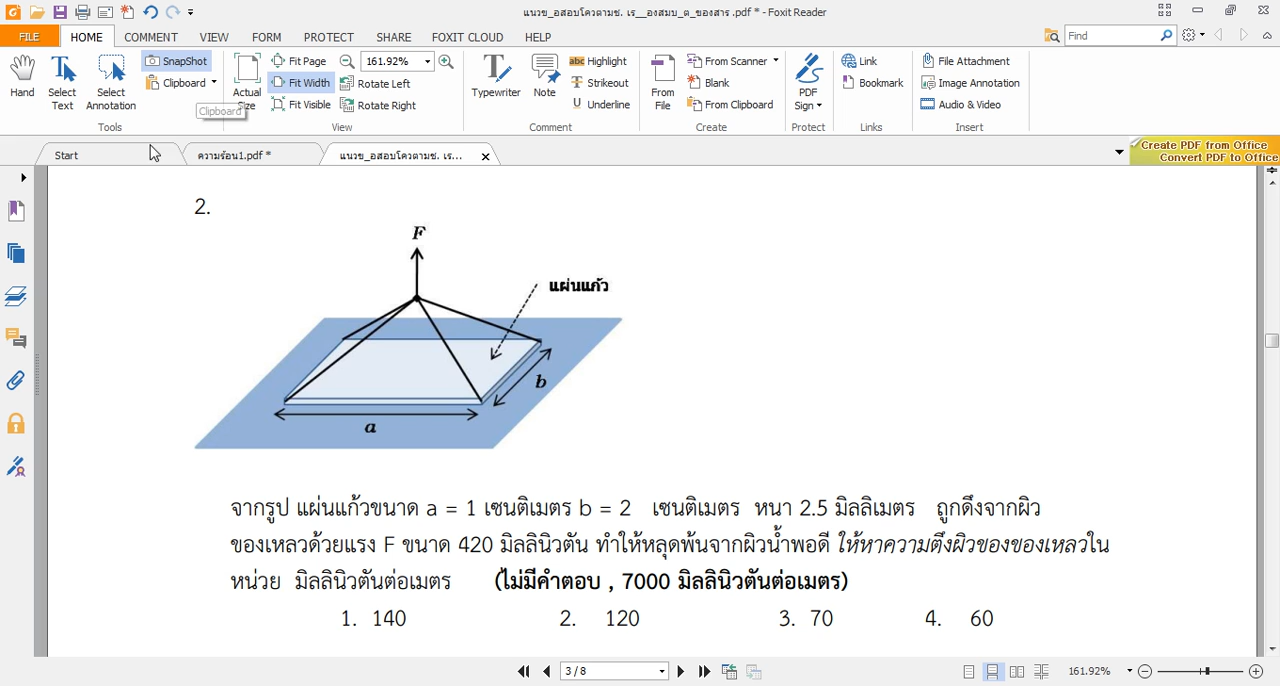 แนวข_อสอบโควตามช. เร__องสมบ_ต_ของสาร .pdf * - Foxit Reader
FILE HOME COMMENT VIEW FORM PROTECT SHARE FOXIT CLOUD HELP Find
SnapShot Fit Page 161.92% Highlight From Scanner Link File Attachment
Hand Select Text Select Annotation Clipboard Actual Size Fit Width Rotate Left Typewriter Note Strikeout From File Blank PDF Sign Bookmark Image Annotation
Clipboard Fit Visible Rotate Right Underline From Clipboard Audio & Video
Tools View Comment Create Protect Links Insert
Start ความร้อน1.pdf * แนวข_อสอบโควตามช. เร... Create PDF from Office
Convert PDF to Office
2.
F
แผ่นแก้ว
b
a
จากรูป แผ่นแก้วขนาด a = 1 เซนติเมตร b = 2 เซนติเมตร หนา 2.5 มิลลิเมตร ถูกดึงจากผิว
ของเหลวด้วยแรง F ขนาด 420 มิลลินิวตัน ทำให้หลุดพ้นจากผิวน้ำพอดี ให้หาความตึงผิวของของเหลวใน
หน่วย มิลลินิวตันต่อเมตร (ไม่มีคำตอบ , 7000 มิลลินิวตันต่อเมตร)
1. 140 2. 120 3. 70 4. 60
3 / 8 161.92%